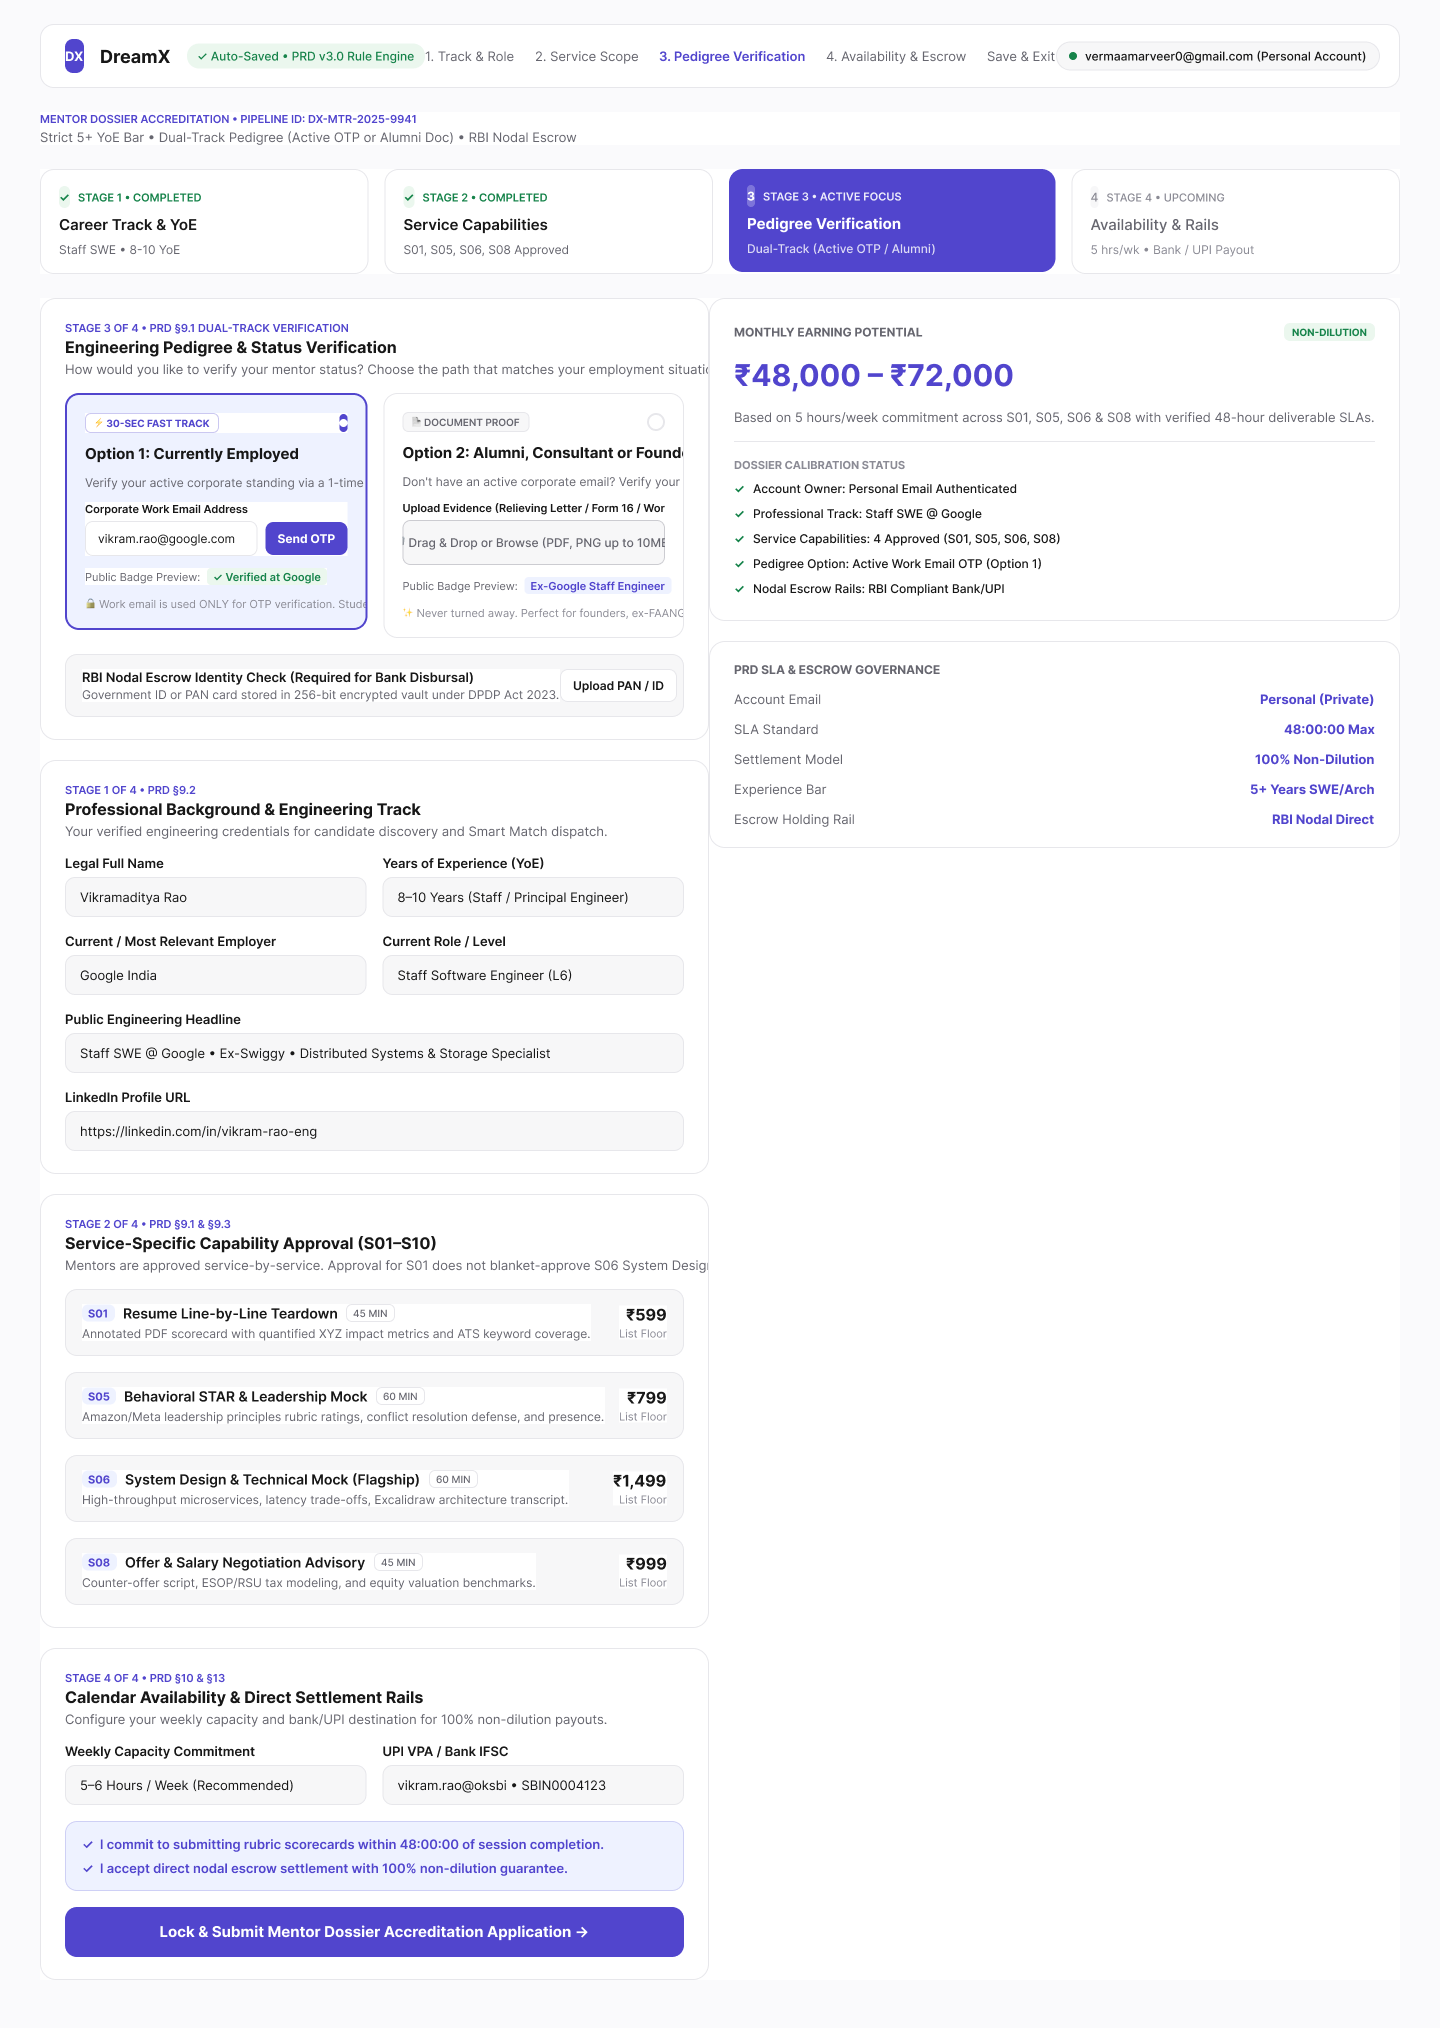 DX DreamX ✓ Auto-Saved • PRD v3.0 Rule Engine 1. Track & Role 2. Service Scope 3. Pedigree Verification 4. Availability & Escrow Save & Exit vermaamarveer0@gmail.com (Personal Account)
MENTOR DOSSIER ACCREDITATION • PIPELINE ID: DX-MTR-2025-9941
Strict 5+ YoE Bar • Dual-Track Pedigree (Active OTP or Alumni Doc) • RBI Nodal Escrow
✓ STAGE 1 • COMPLETED
Career Track & YoE
Staff SWE • 8-10 YoE
✓ STAGE 2 • COMPLETED
Service Capabilities
S01, S05, S06, S08 Approved
3 STAGE 3 • ACTIVE FOCUS
Pedigree Verification
Dual-Track (Active OTP / Alumni)
4 STAGE 4 • UPCOMING
Availability & Rails
5 hrs/wk • Bank / UPI Payout
STAGE 3 OF 4 • PRD §9.1 DUAL-TRACK VERIFICATION
Engineering Pedigree & Status Verification
How would you like to verify your mentor status? Choose the path that matches your employment situatio
⚡ 30-SEC FAST TRACK
Option 1: Currently Employed
Verify your active corporate standing via a 1-time
Corporate Work Email Address
vikram.rao@google.com Send OTP
Public Badge Preview: ✓ Verified at Google
🔒 Work email is used ONLY for OTP verification. Stude
DOCUMENT PROOF
Option 2: Alumni, Consultant or Founde
Don't have an active corporate email? Verify your
Upload Evidence (Relieving Letter / Form 16 / Wor
Drag & Drop or Browse (PDF, PNG up to 10MB
Public Badge Preview: Ex-Google Staff Engineer
✨ Never turned away. Perfect for founders, ex-FAANG
RBI Nodal Escrow Identity Check (Required for Bank Disbursal)
Government ID or PAN card stored in 256-bit encrypted vault under DPDP Act 2023.
Upload PAN / ID
STAGE 1 OF 4 • PRD §9.2
Professional Background & Engineering Track
Your verified engineering credentials for candidate discovery and Smart Match dispatch.
Legal Full Name
Vikramaditya Rao
Years of Experience (YoE)
8–10 Years (Staff / Principal Engineer)
Current / Most Relevant Employer
Google India
Current Role / Level
Staff Software Engineer (L6)
Public Engineering Headline
Staff SWE @ Google • Ex-Swiggy • Distributed Systems & Storage Specialist
LinkedIn Profile URL
https://linkedin.com/in/vikram-rao-eng
STAGE 2 OF 4 • PRD §9.1 & §9.3
Service-Specific Capability Approval (S01–S10)
Mentors are approved service-by-service. Approval for S01 does not blanket-approve S06 System Desig
S01 Resume Line-by-Line Teardown 45 MIN
Annotated PDF scorecard with quantified XYZ impact metrics and ATS keyword coverage.
₹599
List Floor
S05 Behavioral STAR & Leadership Mock 60 MIN
Amazon/Meta leadership principles rubric ratings, conflict resolution defense, and presence.
₹799
List Floor
S06 System Design & Technical Mock (Flagship) 60 MIN
High-throughput microservices, latency trade-offs, Excalidraw architecture transcript.
₹1,499
List Floor
S08 Offer & Salary Negotiation Advisory 45 MIN
Counter-offer script, ESOP/RSU tax modeling, and equity valuation benchmarks.
₹999
List Floor
STAGE 4 OF 4 • PRD §10 & §13
Calendar Availability & Direct Settlement Rails
Configure your weekly capacity and bank/UPI destination for 100% non-dilution payouts.
Weekly Capacity Commitment
5–6 Hours / Week (Recommended)
UPI VPA / Bank IFSC
vikram.rao@oksbi • SBIN0004123
✓ I commit to submitting rubric scorecards within 48:00:00 of session completion.
✓ I accept direct nodal escrow settlement with 100% non-dilution guarantee.
Lock & Submit Mentor Dossier Accreditation Application →
MONTHLY EARNING POTENTIAL NON-DILUTION
₹48,000 – ₹72,000
Based on 5 hours/week commitment across S01, S05, S06 & S08 with verified 48-hour deliverable SLAs.
DOSSIER CALIBRATION STATUS
✓ Account Owner: Personal Email Authenticated
✓ Professional Track: Staff SWE @ Google
✓ Service Capabilities: 4 Approved (S01, S05, S06, S08)
✓ Pedigree Option: Active Work Email OTP (Option 1)
✓ Nodal Escrow Rails: RBI Compliant Bank/UPI
PRD SLA & ESCROW GOVERNANCE
Account Email Personal (Private)
SLA Standard 48:00:00 Max
Settlement Model 100% Non-Dilution
Experience Bar 5+ Years SWE/Arch
Escrow Holding Rail RBI Nodal Direct